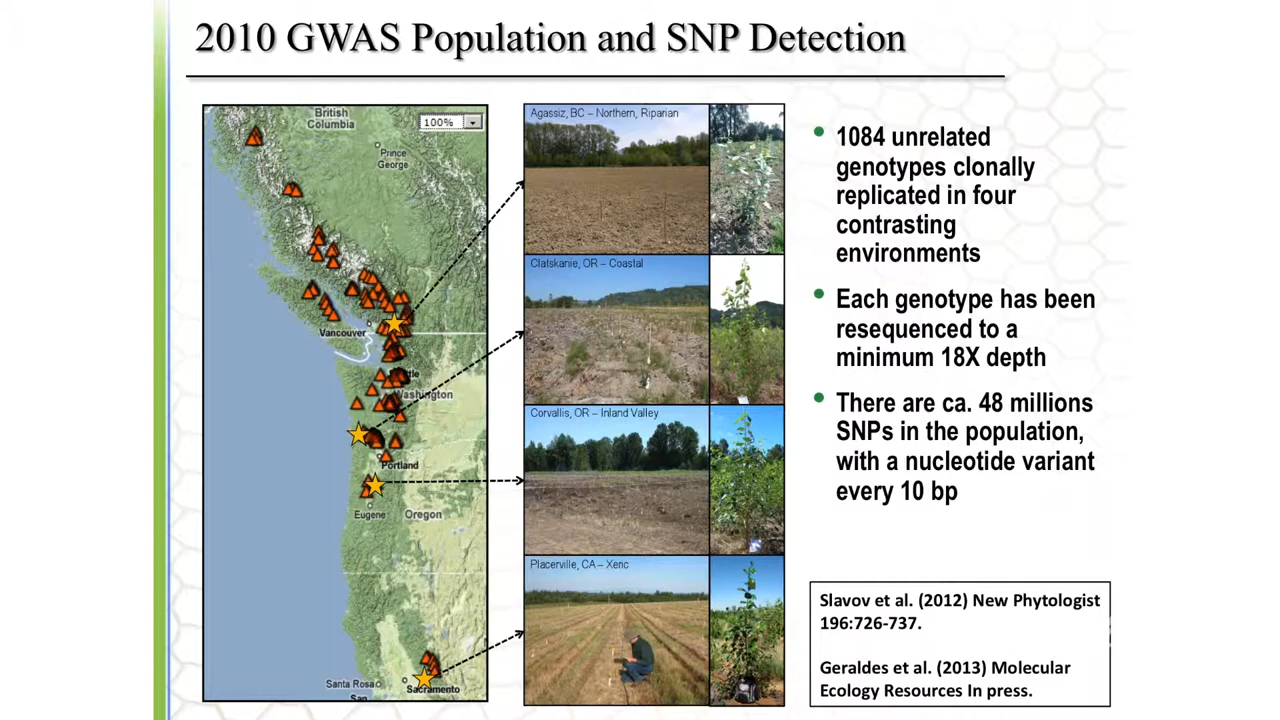 2010 GWAS Population and SNP Detection
British
Columbia
100%
Prince
George
Vancouver
Washington
Portland
Eugene
Oregon
Santa Rosa
Sacramento
San
Agassiz, BC – Northern, Riparian
Clatskanie, OR – Coastal
Corvallis, OR – Inland Valley
Placerville, CA – Xeric
• 1084 unrelated
genotypes clonally
replicated in four
contrasting
environments
• Each genotype has been
resequenced to a
minimum 18X depth
• There are ca. 48 millions
SNPs in the population,
with a nucleotide variant
every 10 bp
Slavov et al. (2012) New Phytologist
196:726-737.
Geraldes et al. (2013) Molecular
Ecology Resources In press.